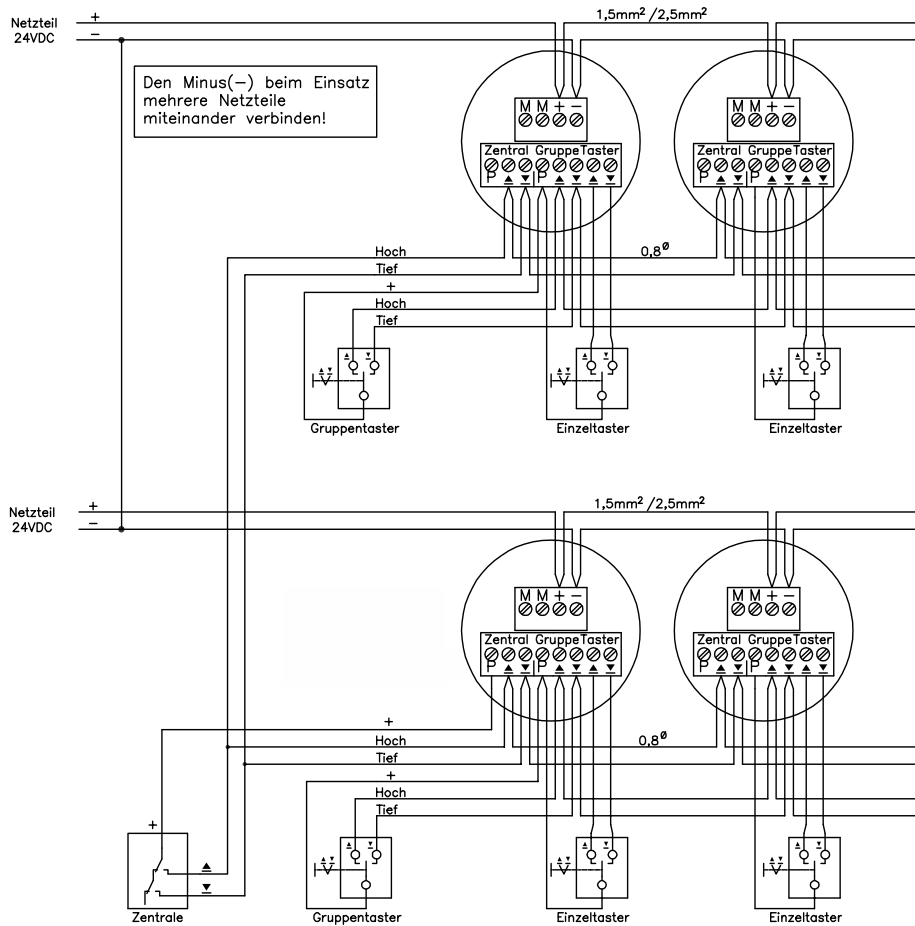 Netzteil + 1,5mm² /2,5mm²
24VDC −
Den Minus(−) beim Einsatz
mehrere Netzteile
miteinander verbinden!
M M + − M M + −
Zentral Gruppe Taster Zentral Gruppe Taster
P P P P
Hoch 0,8ø
Tief
+
Hoch
Tief
Gruppentaster Einzeltaster Einzeltaster
Netzteil + 1,5mm² /2,5mm²
24VDC −
M M + − M M + −
Zentral Gruppe Taster Zentral Gruppe Taster
P P P P
+
Hoch 0,8ø
Tief
+
Hoch
Tief
+
Zentrale Gruppentaster Einzeltaster Einzeltaster